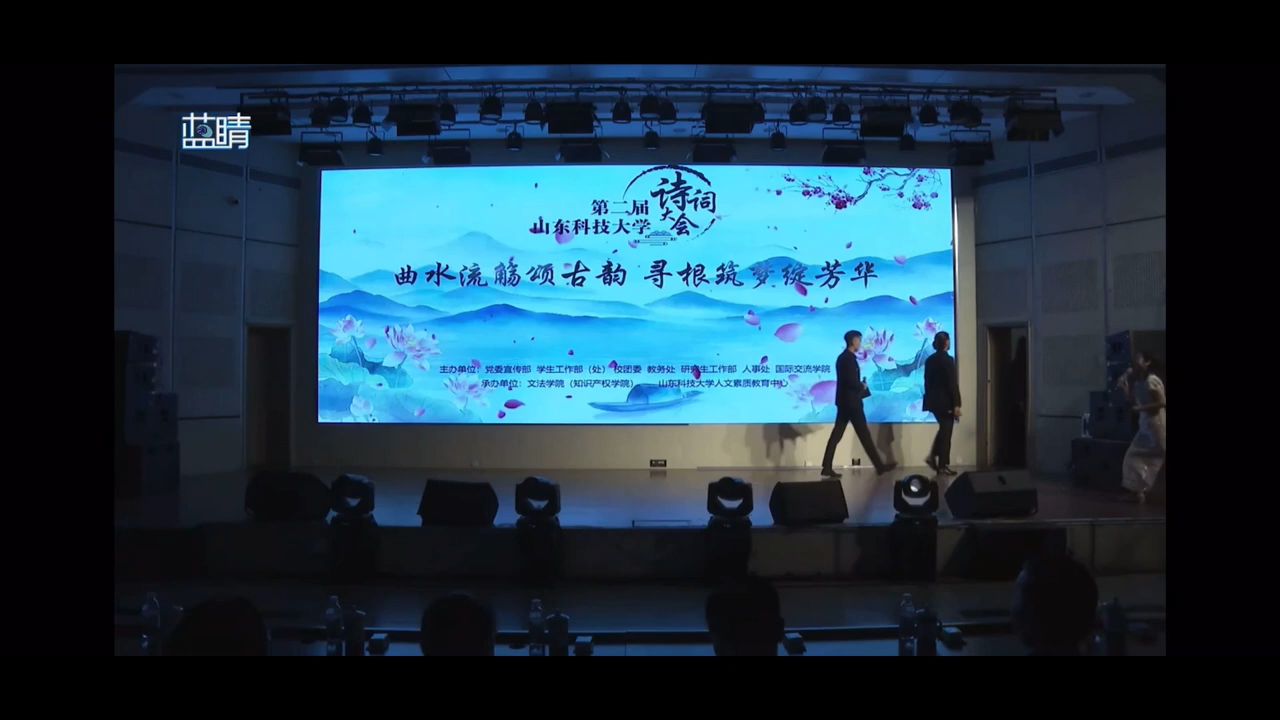 蓝睛
第二届
山东科技大学
诗词大会
曲水流觞颂古韵 寻根筑梦绽芳华
主办单位：党委宣传部 学生工作部（处） 校团委 教务处 研究生工作部 人事处 国际交流学院
承办单位：文法学院（知识产权学院） 山东科技大学人文素质教育中心